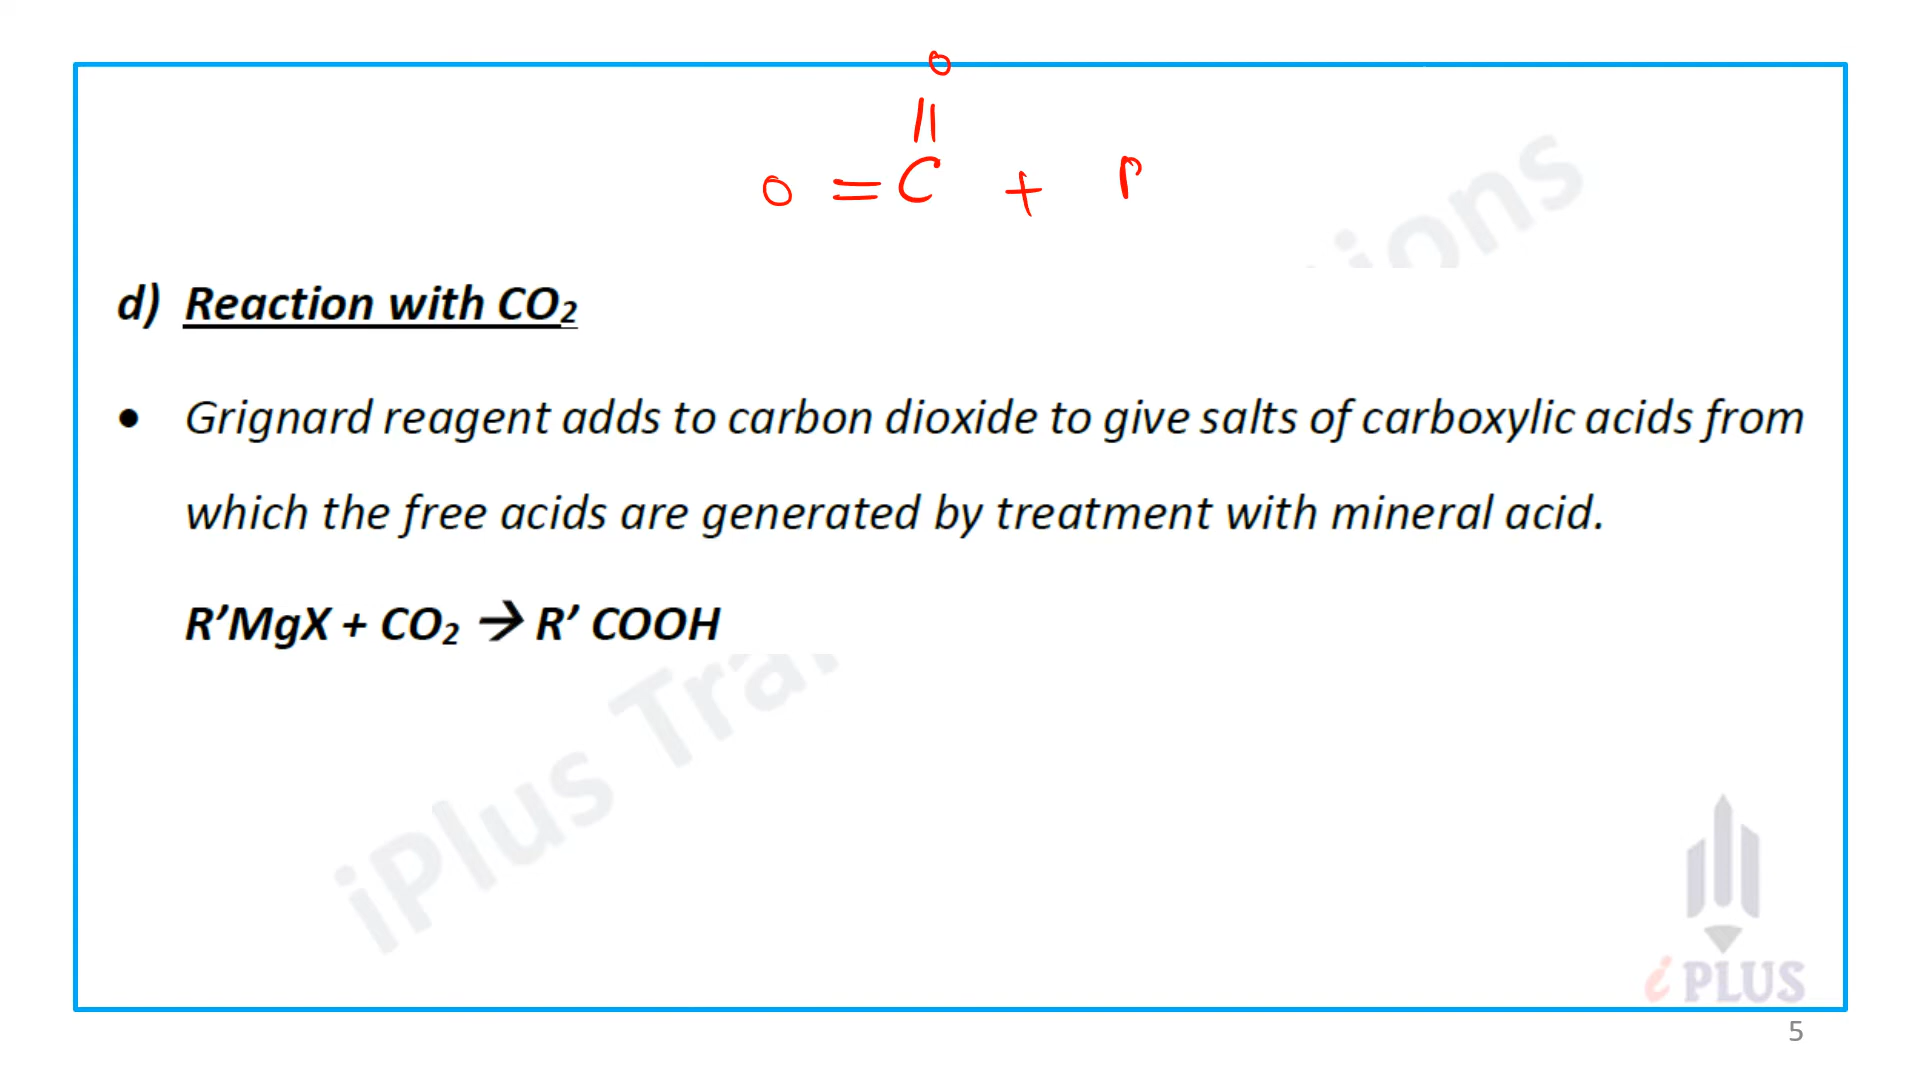 O
||
O = C +
d) Reaction with CO₂
• Grignard reagent adds to carbon dioxide to give salts of carboxylic acids from
which the free acids are generated by treatment with mineral acid.
R’MgX + CO₂ → R’ COOH
iPlus
ions
i PLUS
5